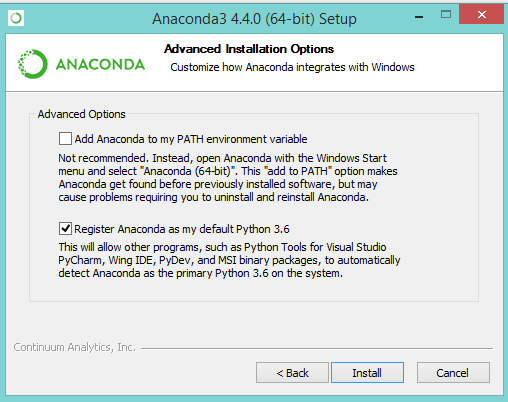 Anaconda3 4.4.0 (64-bit) Setup
ANACONDA
Advanced Installation Options
Customize how Anaconda integrates with Windows
Advanced Options
Add Anaconda to my PATH environment variable
Not recommended. Instead, open Anaconda with the Windows Start
menu and select "Anaconda (64-bit)". This "add to PATH" option makes
Anaconda get found before previously installed software, but may
cause problems requiring you to uninstall and reinstall Anaconda.
Register Anaconda as my default Python 3.6
This will allow other programs, such as Python Tools for Visual Studio
PyCharm, Wing IDE, PyDev, and MSI binary packages, to automatically
detect Anaconda as the primary Python 3.6 on the system.
Continuum Analytics, Inc.
< Back
Install
Cancel